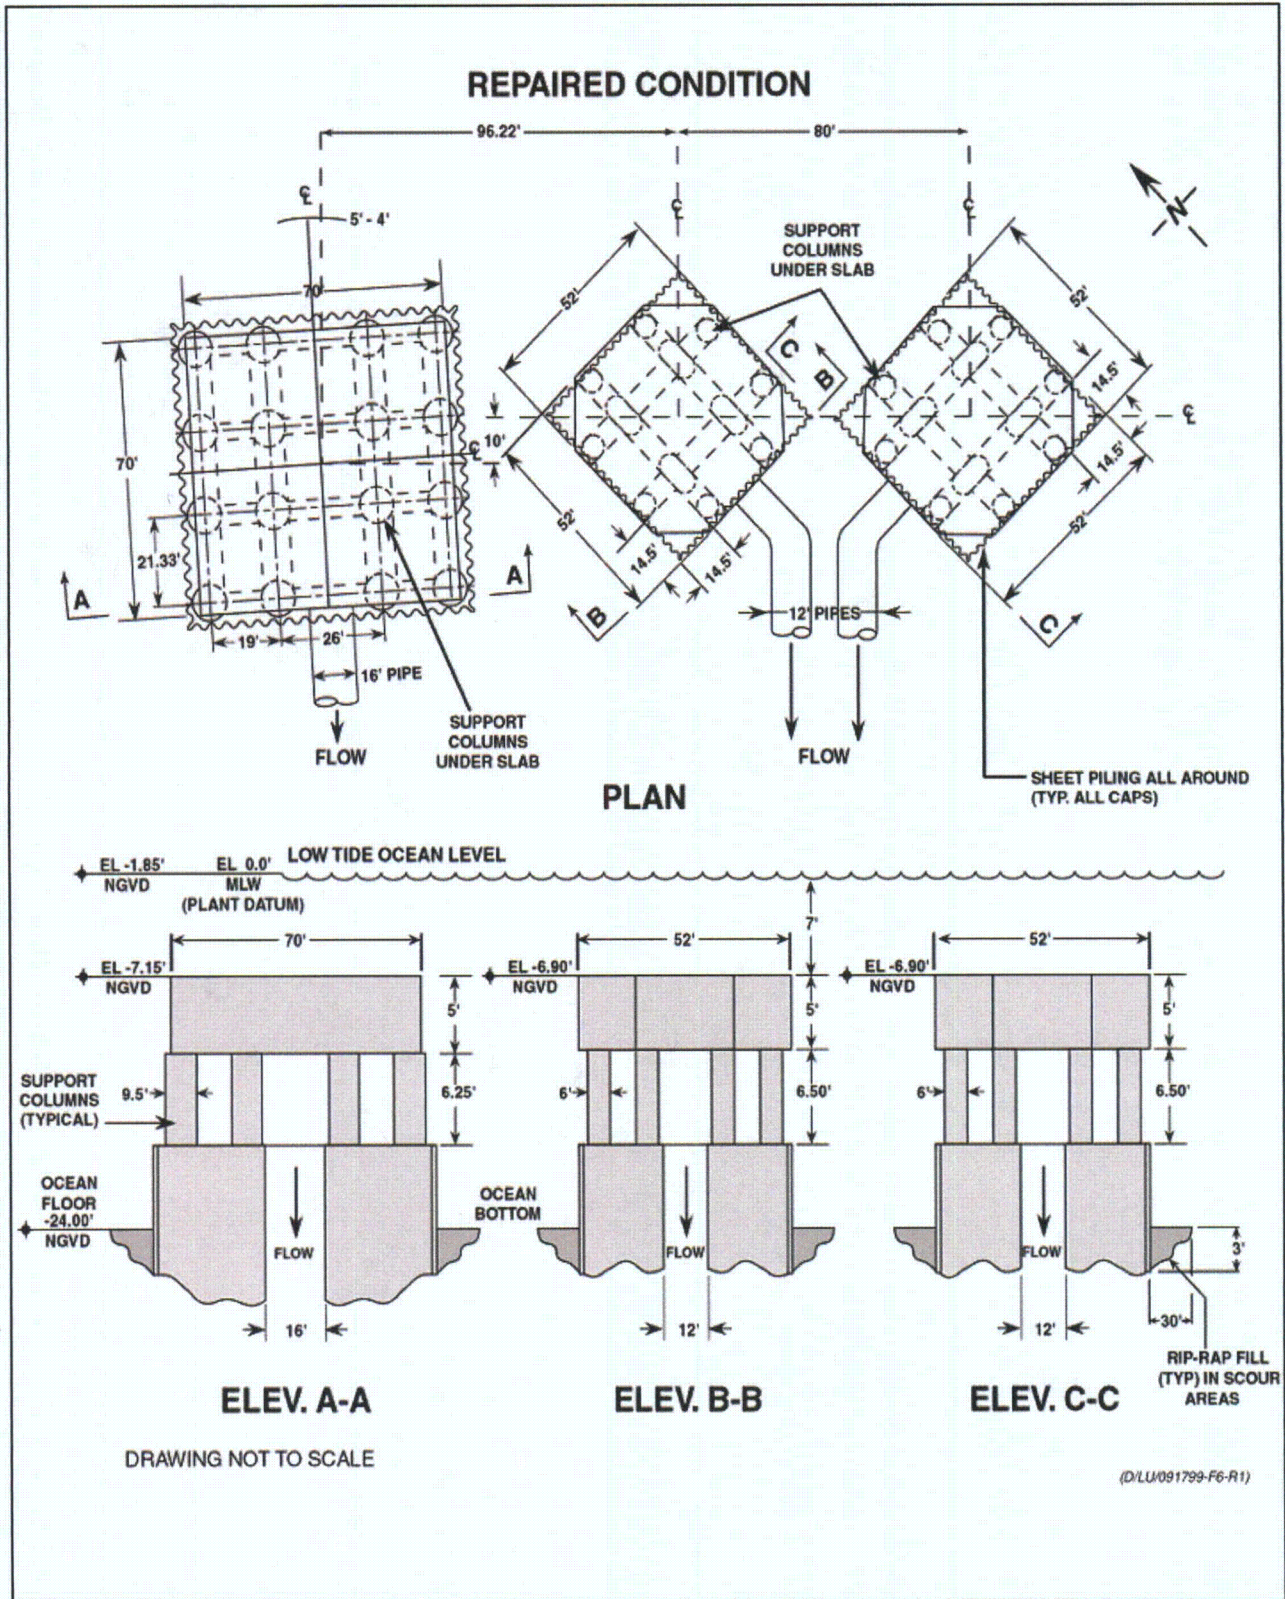 REPAIRED CONDITION
96.22'
80'
℄
℄
℄
5' - 4'
N
SUPPORT
COLUMNS
UNDER SLAB
70'
52'
52'
C
B
14.5'
70'
℄
10'
℄
14.5'
52'
52'
21.33'
14.5'
14.5'
A
A
B
12' PIPES
C
19'
26'
16' PIPE
SUPPORT
COLUMNS
UNDER SLAB
FLOW
FLOW
SHEET PILING ALL AROUND
(TYP. ALL CAPS)
PLAN
LOW TIDE OCEAN LEVEL
EL -1.85'
NGVD
EL 0.0'
MLW
(PLANT DATUM)
7'
70'
52'
52'
EL -7.15'
NGVD
EL -6.90'
NGVD
EL -6.90'
NGVD
5'
5'
5'
SUPPORT
COLUMNS
(TYPICAL)
9.5'
6.25'
6'
6.50'
6'
6.50'
OCEAN
FLOOR
-24.00'
NGVD
OCEAN
BOTTOM
FLOW
FLOW
FLOW
3'
16'
12'
12'
30'
RIP-RAP FILL
(TYP) IN SCOUR
AREAS
ELEV. A-A
ELEV. B-B
ELEV. C-C
DRAWING NOT TO SCALE
(D/LU/091799-F6-R1)